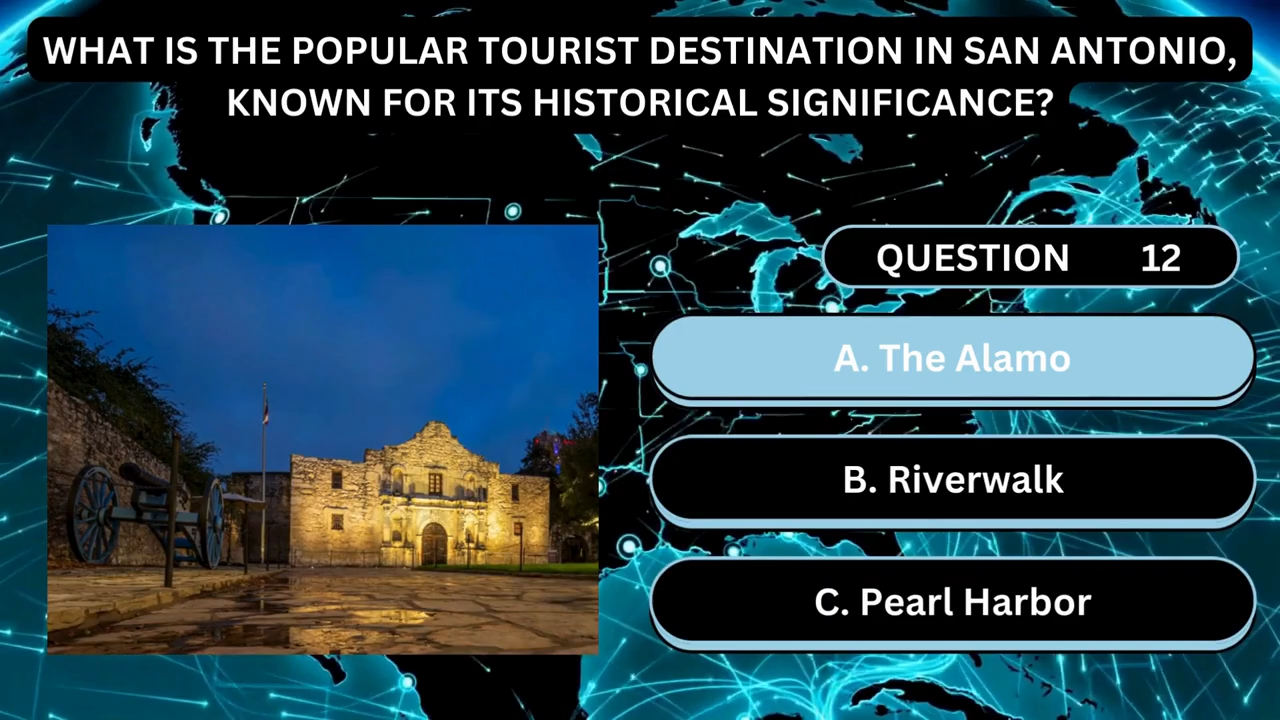 WHAT IS THE POPULAR TOURIST DESTINATION IN SAN ANTONIO,
KNOWN FOR ITS HISTORICAL SIGNIFICANCE?
QUESTION 12
A. The Alamo
B. Riverwalk
C. Pearl Harbor